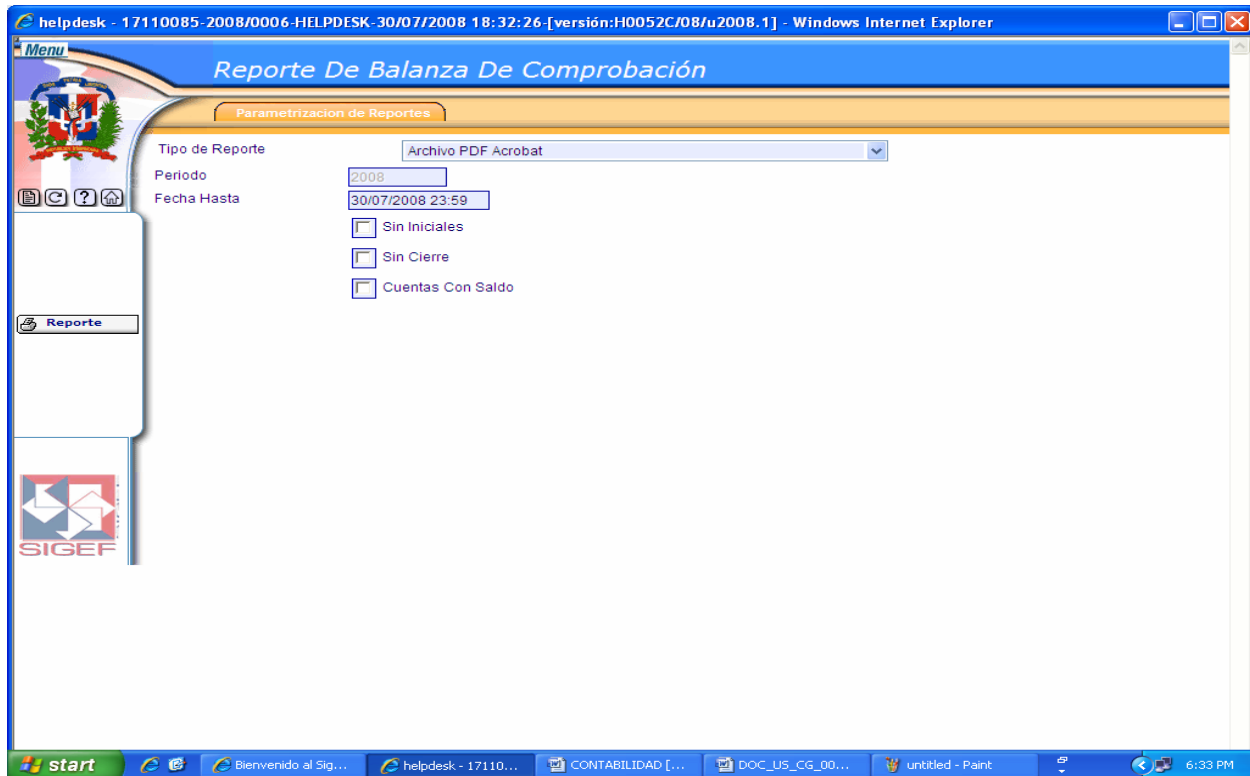 helpdesk - 17110085-2008/0006-HELPDESK-30/07/2008 18:32:26-[versión:H0052C/08/u2008.1] - Windows Internet Explorer
Menu
Reporte De Balanza De Comprobación
Parametrizacion de Reportes
Tipo de Reporte Archivo PDF Acrobat
Periodo 2008
Fecha Hasta 30/07/2008 23:59
Sin Iniciales
Sin Cierre
Cuentas Con Saldo
Reporte
SIGEF
start Bienvenido al Sig... helpdesk - 17110... CONTABILIDAD [... DOC_US_CG_00... untitled - Paint 6:33 PM